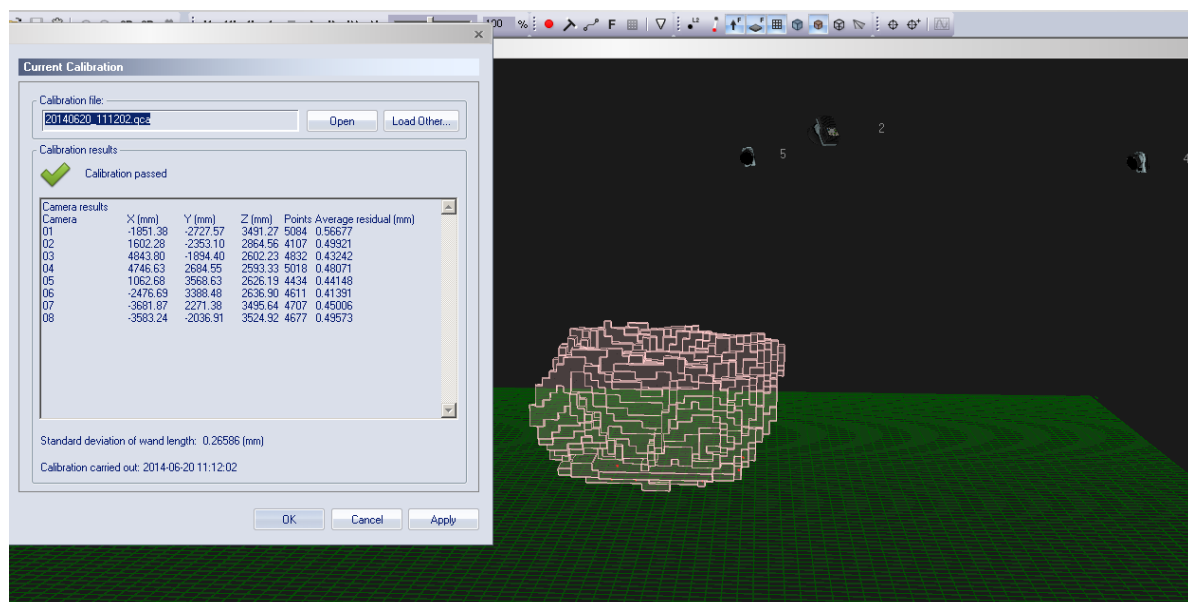 100 %
F
L2
F
F
Current Calibration
Calibration file:
20140620_111202.qca
Open
Load Other...
Calibration results
Calibration passed
Camera results
Camera X (mm) Y (mm) Z (mm) Points Average residual (mm)
01 -1851.38 -2727.57 3491.27 5084 0.56677
02 1602.28 -2353.10 2864.56 4107 0.49921
03 4843.80 -1894.40 2602.23 4832 0.43242
04 4746.63 2684.55 2593.33 5018 0.48071
05 1062.68 3568.63 2626.19 4434 0.44148
06 -2476.69 3388.48 2636.90 4611 0.41391
07 -3681.87 2271.38 3495.64 4707 0.45006
08 -3583.24 -2036.91 3524.92 4677 0.49573
Standard deviation of wand length: 0.26586 (mm)
Calibration carried out: 2014-06-20 11:12:02
OK
Cancel
Apply
2
5
4